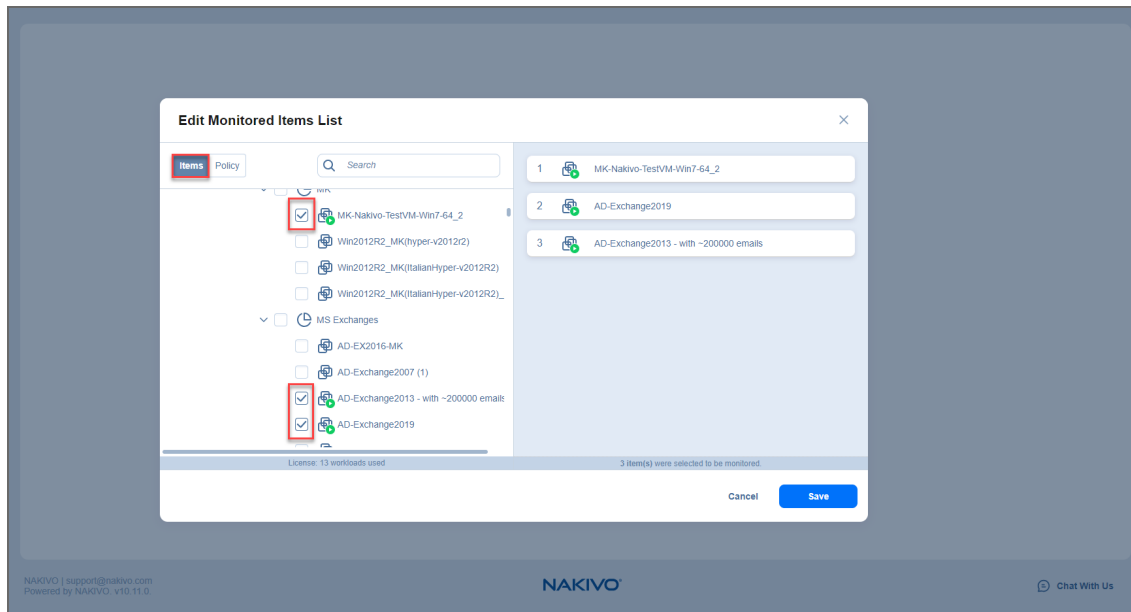 Edit Monitored Items List
Items Policy
Search
MK
MK-Nakivo-TestVM-Win7-64_2
Win2012R2_MK(hyper-v2012r2)
Win2012R2_MK(ItalianHyper-v2012R2)
Win2012R2_MK(ItalianHyper-v2012R2)_
MS Exchanges
AD-EX2016-MK
AD-Exchange2007 (1)
AD-Exchange2013 - with ~200000 emails
AD-Exchange2019
License: 13 workloads used
1 MK-Nakivo-TestVM-Win7-64_2
2 AD-Exchange2019
3 AD-Exchange2013 - with ~200000 emails
3 item(s) were selected to be monitored.
Cancel Save
NAKIVO | support@nakivo.com
Powered by NAKIVO v10.11.0
NAKIVO
Chat With Us